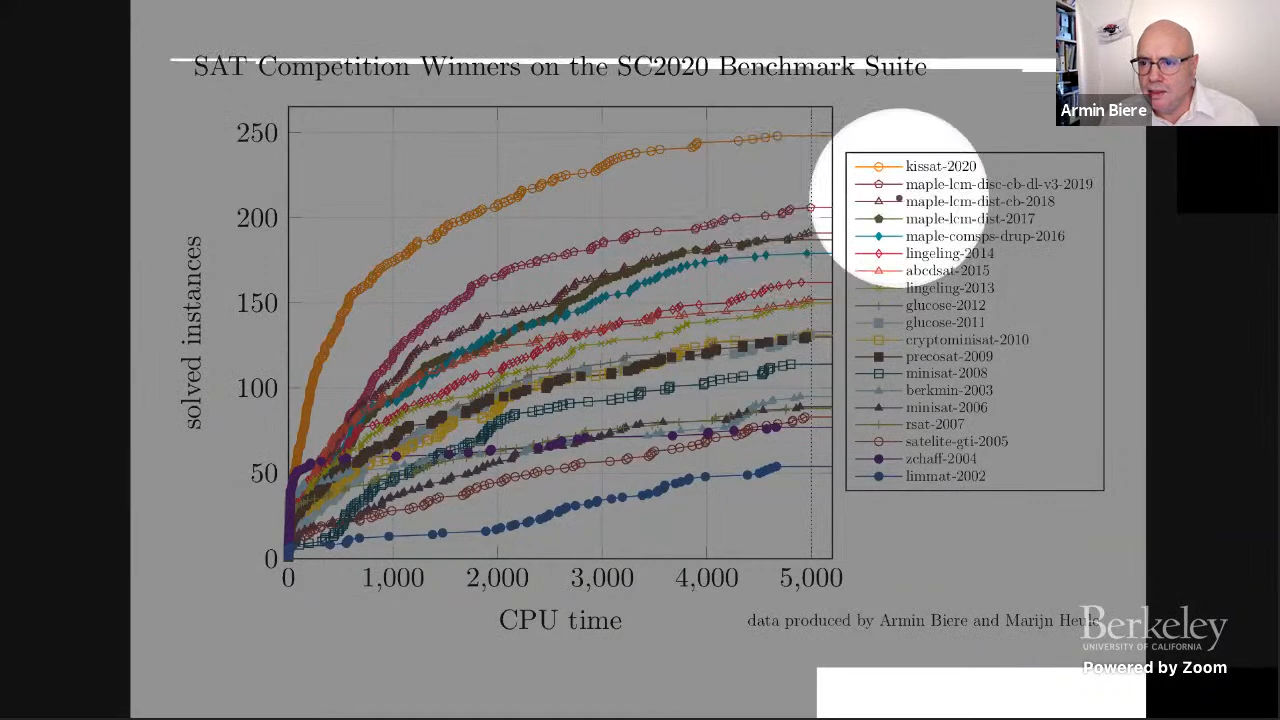 SAT Competition Winners on the SC2020 Benchmark Suite
Armin Biere
250
200
150
100
50
0
solved instances
0 1,000 2,000 3,000 4,000 5,000
CPU time
kissat-2020
maple-lcm-disc-cb-dl-v3-2019
maple-lcm-dist-cb-2018
maple-lcm-dist-2017
maple-comsps-drup-2016
lingeling-2014
abcdsat-2015
lingeling-2013
glucose-2012
glucose-2011
cryptominisat-2010
precosat-2009
minisat-2008
berkmin-2003
minisat-2006
rsat-2007
satelite-gti-2005
zchaff-2004
limmat-2002
data produced by Armin Biere and Marijn Heule
Berkeley
UNIVERSITY OF CALIFORNIA
Powered by Zoom